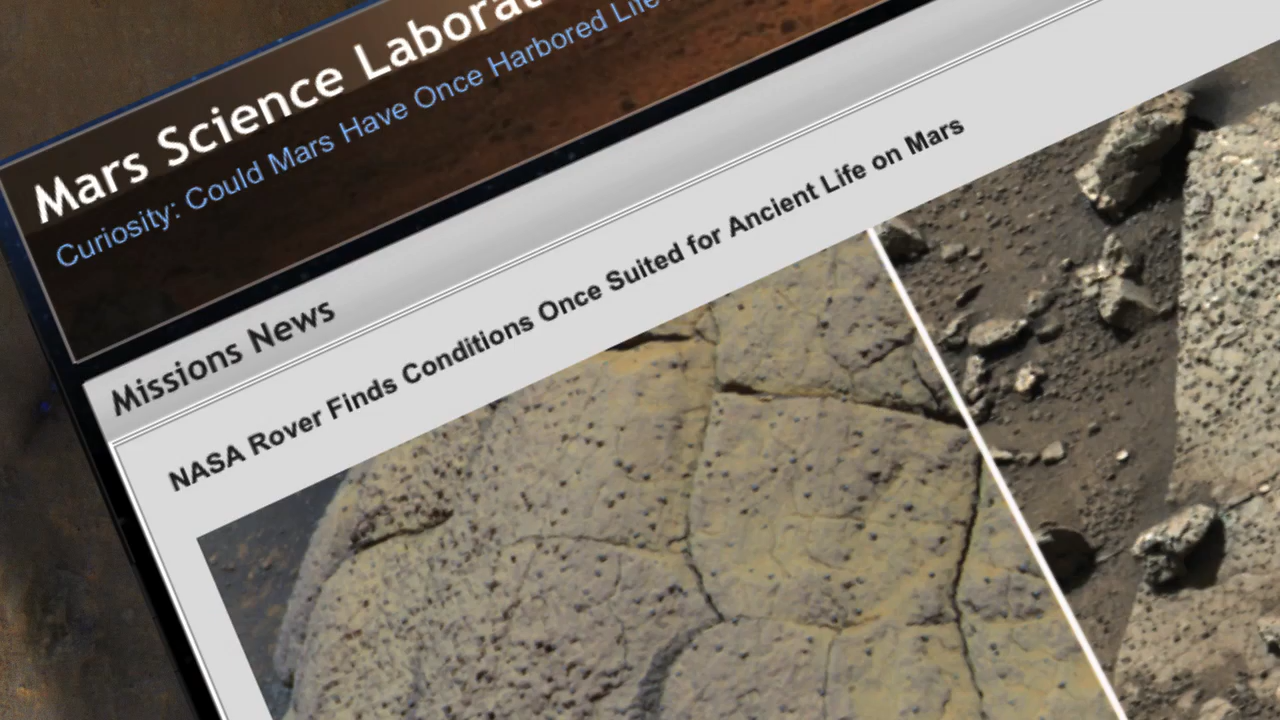 Mars Science
Curiosity: Could Mars Have Once Harbored Life
Missions News
NASA Rover Finds Conditions Once Suited for Ancient Life on Mars